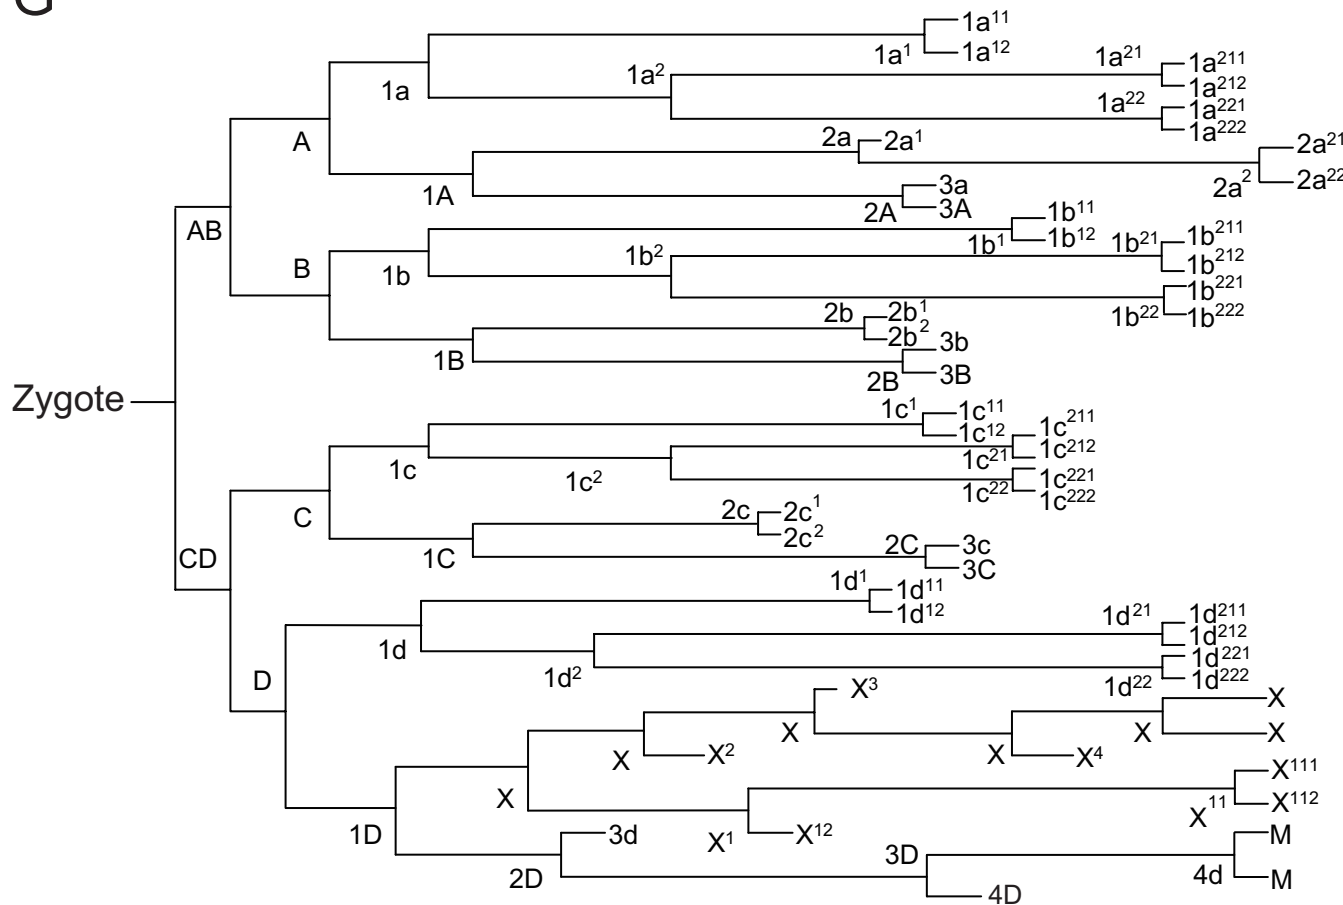 G
1a¹¹
1a¹
1a¹²
1a²
1a²¹
1a²¹¹
1a²¹²
1a
1a²²
1a²²¹
1a²²²
A
2a
2a¹
2a²¹
2a²
2a²²
1A
3a
2A
3A
AB
1b¹¹
1b¹
1b¹²
B
1b
1b²
1b²¹
1b²¹¹
1b²¹²
1b²²¹
1b²²
1b²²²
2b
2b¹
2b²
1B
3b
2B
3B
Zygote
1c¹
1c¹¹
1c¹²
1c²¹¹
1c
1c²¹
1c²¹²
1c²
1c²²¹
1c²²
1c²²²
C
2c
2c¹
2c²
CD
1C
2C
3c
3C
1d¹
1d¹¹
1d¹²
1d
1d²¹
1d²¹¹
1d²¹²
1d²
1d²²¹
1d²²
1d²²²
D
X³
X
X
X
X
X²
X
X⁴
X
X¹¹¹
X¹¹
X¹¹²
1D
3d
X¹
X¹²
M
2D
3D
4d
M
4D